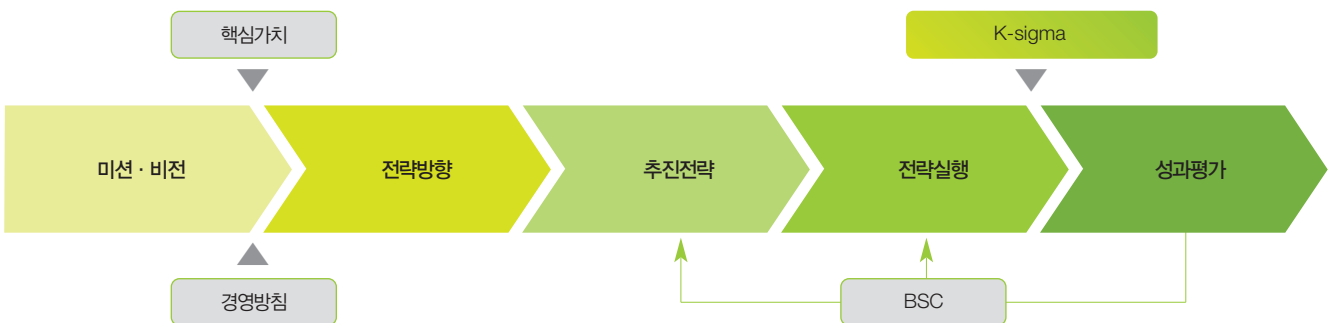 핵심가치
K-sigma
미션 · 비전
전략방향
추진전략
전략실행
성과평가
경영방침
BSC